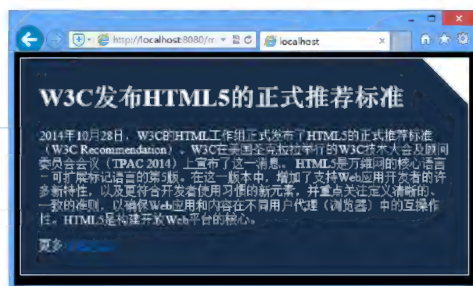 http://localhost:8080/
localhost
W3C发布HTML5的正式推荐标准
2014年10月28日，W3C的HTML工作组正式发布了HTML5的正式推荐标准
（W3C Recommendation）。W3C在美国圣克拉拉举行的W3C技术大会及顾问
委员会会议（TPAC 2014）上宣布了这一消息。HTML5是万维网的核心语言
－可扩展标记语言的第5版。在这一版本中，增加了支持Web应用开发者的许
多新特性，以及更符合开发者使用习惯的新元素，并重点关注定义清晰的、
一致的准则，以确保Web应用和内容在不同用户代理（浏览器）中的互操作
性。HTML5是构建开放Web平台的核心。
更多